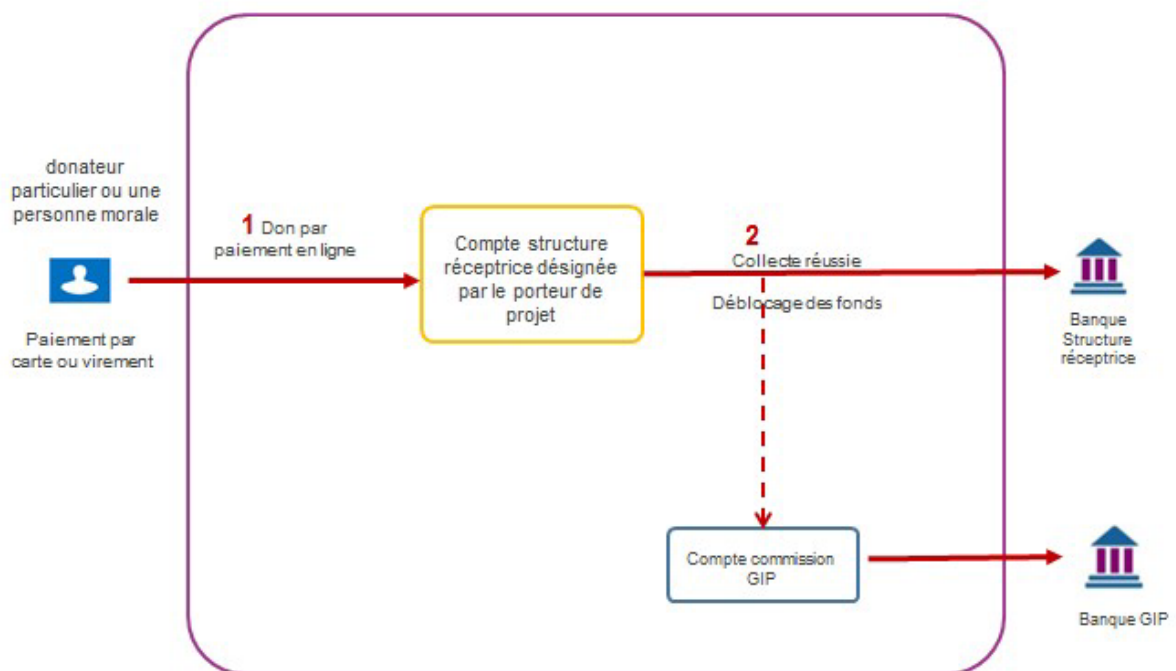 donateur
particulier ou une
personne morale
Paiement par
carte ou virement
1 Don par
paiement en ligne
Compte structure
réceptrice désignée
par le porteur de
projet
2
Collecte réussie
Déblocage des fonds
Banque
Structure
réceptrice
Compte commission
GIP
Banque GIP